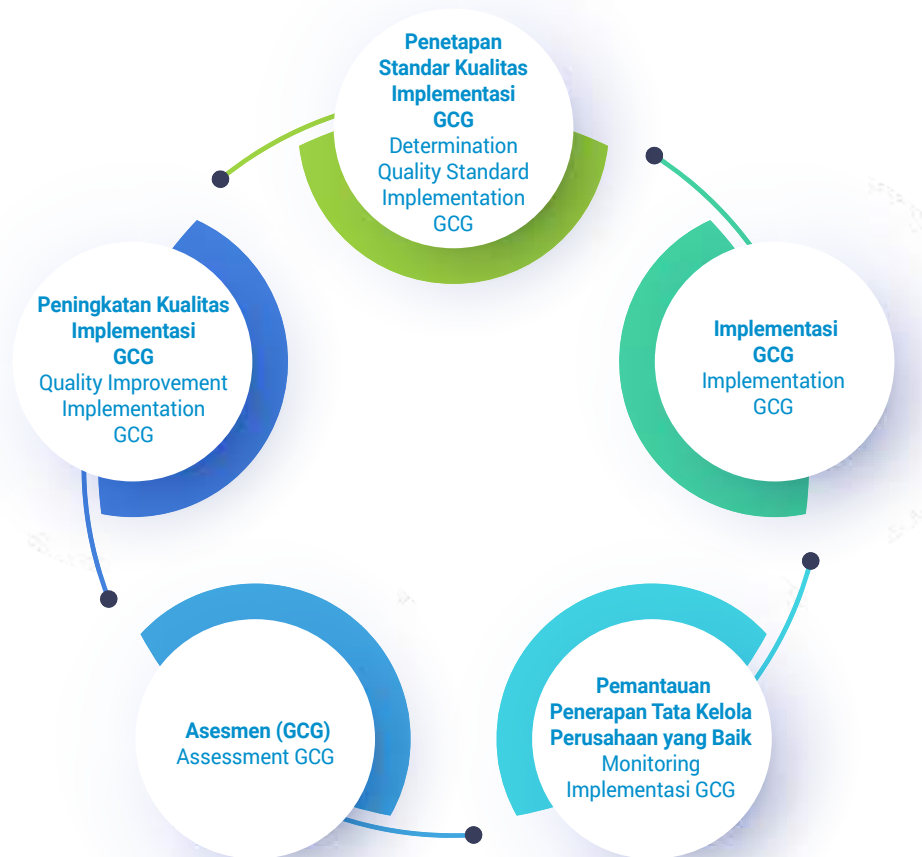 Penetapan
Standar Kualitas
Implementasi
GCG
Determination
Quality Standard
Implementation
GCG
Implementasi
GCG
Implementation
GCG
Pemantauan
Penerapan Tata Kelola
Perusahaan yang Baik
Monitoring
Implementasi GCG
Asesmen (GCG)
Assessment GCG
Peningkatan Kualitas
Implementasi
GCG
Quality Improvement
Implementation
GCG